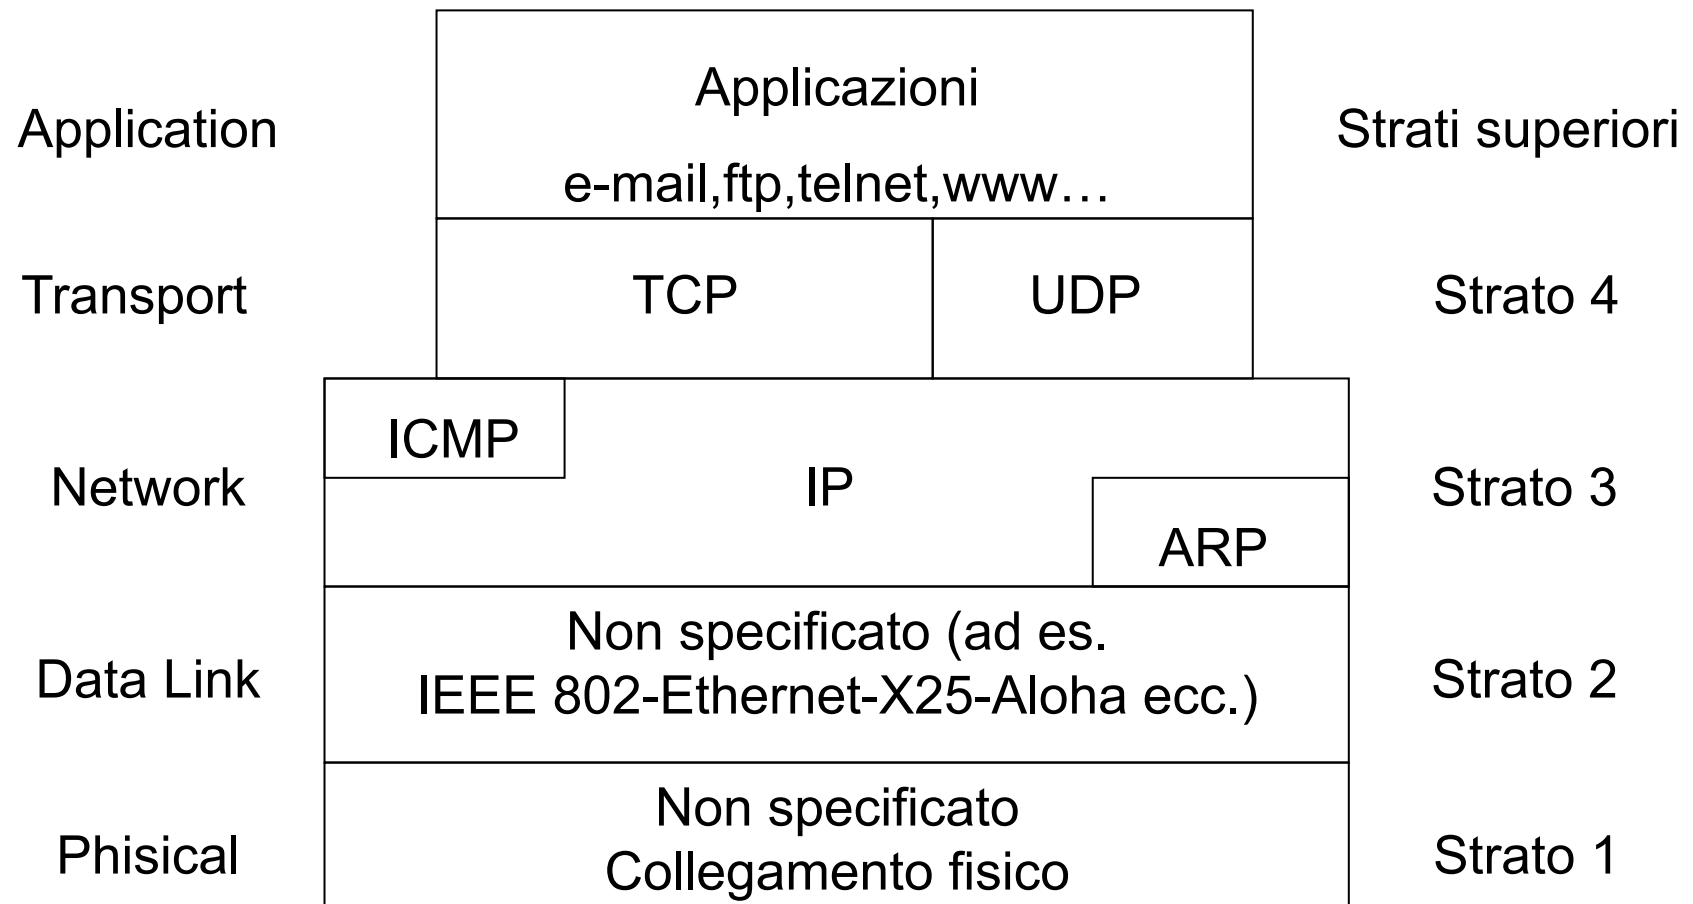 Applicazioni
Application
Strati superiori
e-mail,ftp,telnet,www…
Transport
TCP
UDP
Strato 4
ICMP
Network
IP
Strato 3
ARP
Non specificato (ad es.
Data Link
IEEE 802-Ethernet-X25-Aloha ecc.)
Strato 2
Non specificato
Phisical
Collegamento fisico
Strato 1